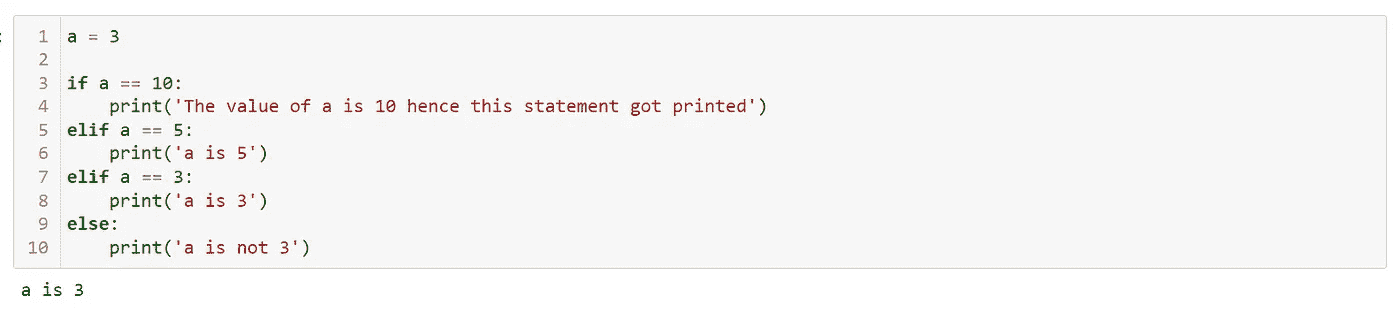 1 a = 3
2
3 if a == 10:
4     print('The value of a is 10 hence this statement got printed')
5 elif a == 5:
6     print('a is 5')
7 elif a == 3:
8     print('a is 3')
9 else:
10     print('a is not 3')
a is 3